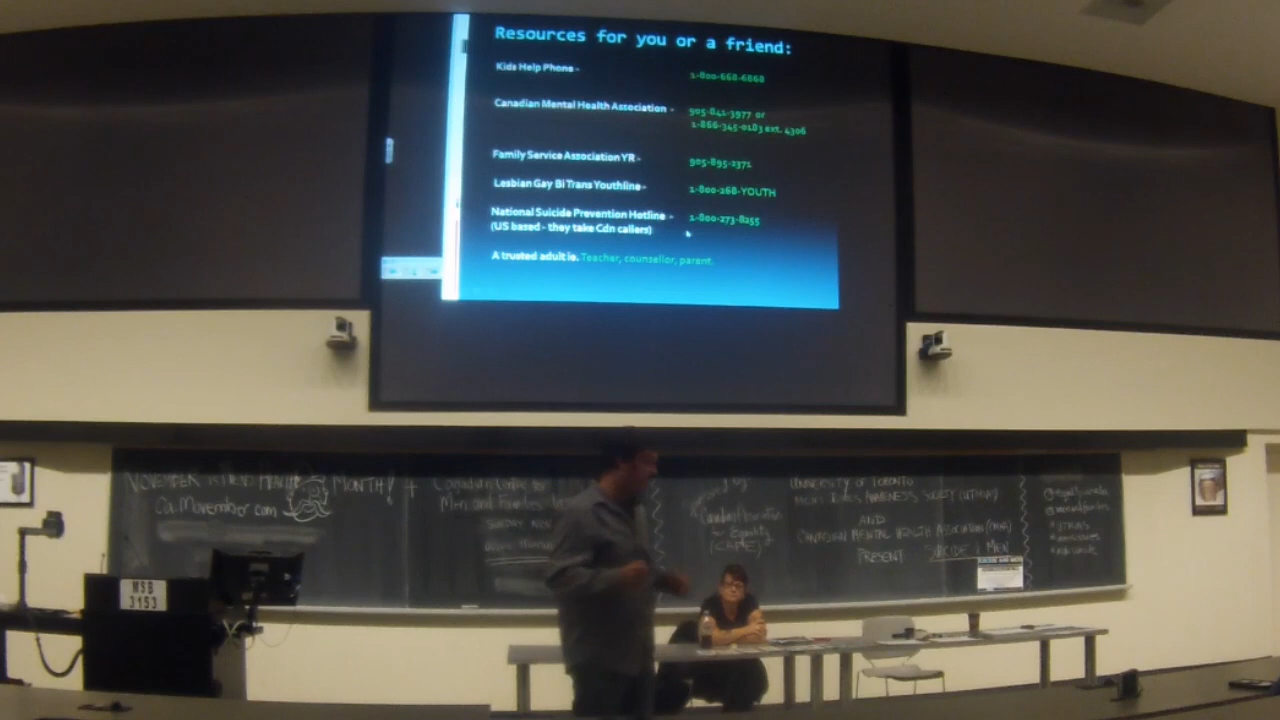 Resources for you or a friend:
Kids Help Phone - 1-800-668-6868
Canadian Mental Health Association - 905-841-3977 or
1-866-345-0183 ext. 4306
Family Service Association YR - 905-895-2371
Lesbian Gay Bi Trans Youthline - 1-800-268-YOUTH
National Suicide Prevention Hotline - 1-800-273-8255
(US based - they take Cdn callers)
A trusted adult ie. Teacher, counsellor, parent.
NOVEMBER IS MENS HEALTH MONTH! +
Ca.Movember.com
Canadian Centre for
Men and Families
SUNDAY NOV
Canadian Association
for Equality
(CAFE)
UNIVERSITY OF TORONTO
MEN'S RIGHTS AWARENESS SOCIETY
AND
CANADIAN MENTAL HEALTH ASSOCIATION (CMHA)
PRESENT SUICIDE & MEN
WSB
3153